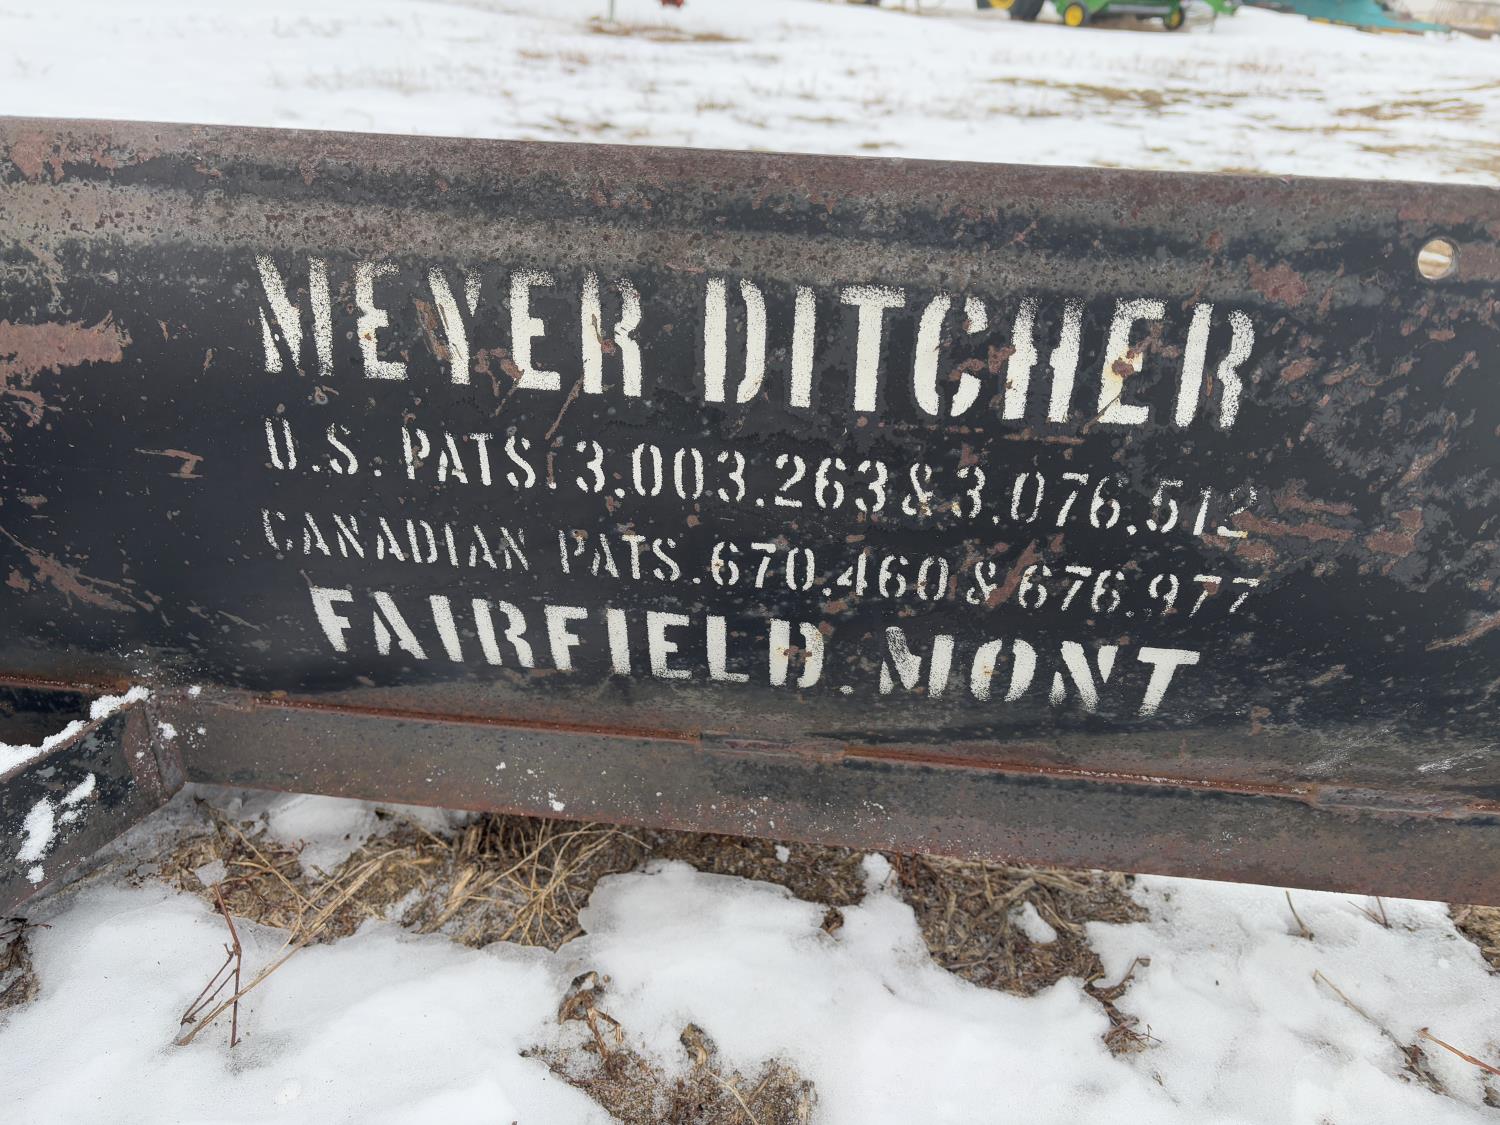 MEYER DITCHER
U.S. PATS. 3.003.263 & 3.076.512
CANADIAN PATS. 670.460 & 676.977
FAIRFIELD. MONT